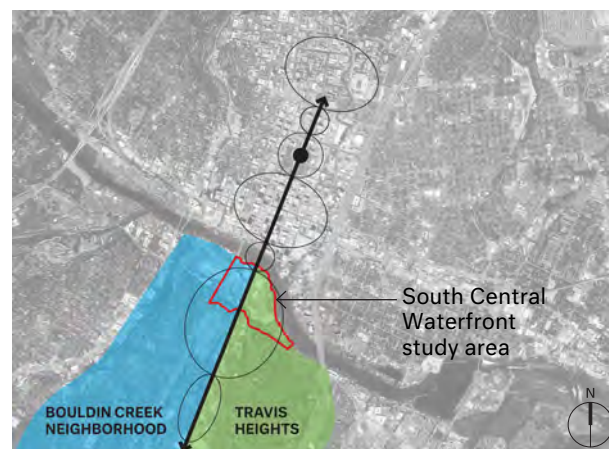 South Central
Waterfront
study area
BOULDIN CREEK
NEIGHBORHOOD
TRAVIS
HEIGHTS
N